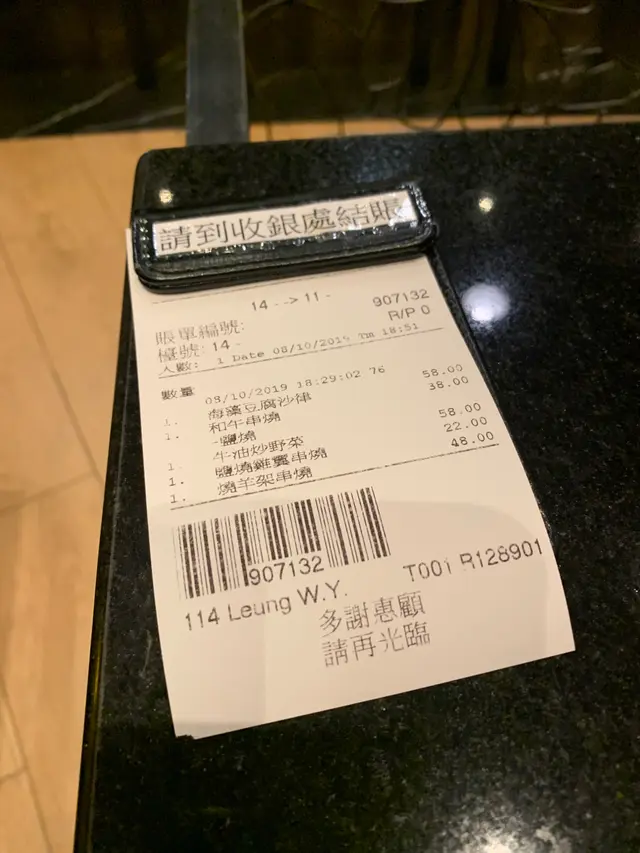 請到收銀處結賬
14 --> 11 -
賬單編號: 907132
檯號: 14 - R/P 0
人數: 1 Date 08/10/2019 Tm 18:51
數量 08/10/2019 18:29:02 76
1. 海藻豆腐沙律 58.00
1. 和牛串燒 38.00
-鹽燒
1. 牛油炒野菜 58.00
1. 鹽燒雞翼串燒 22.00
1. 燒羊架串燒 48.00
907132
114 Leung W.Y. T001 R128901
多謝惠顧
請再光臨